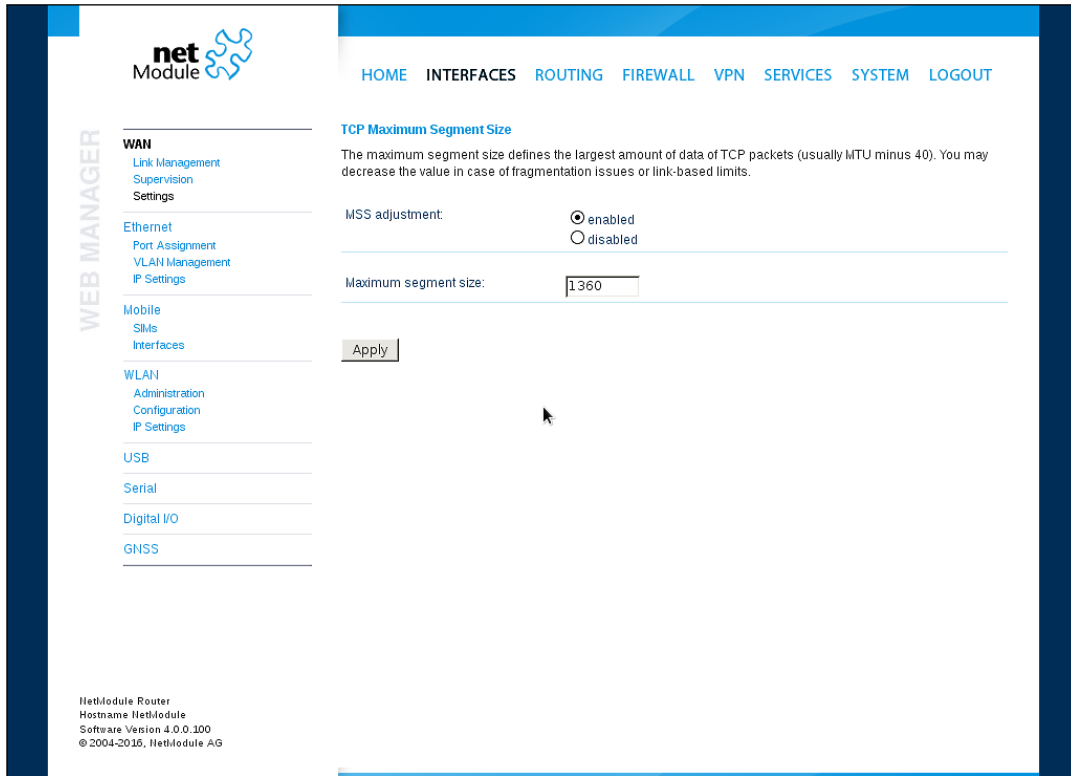 net
Module
HOME INTERFACES ROUTING FIREWALL VPN SERVICES SYSTEM LOGOUT
WEB MANAGER
WAN
Link Management
Supervision
Settings
Ethernet
Port Assignment
VLAN Management
IP Settings
Mobile
SIMs
Interfaces
WLAN
Administration
Configuration
IP Settings
USB
Serial
Digital I/O
GNSS
TCP Maximum Segment Size
The maximum segment size defines the largest amount of data of TCP packets (usually MTU minus 40). You may
decrease the value in case of fragmentation issues or link-based limits.
MSS adjustment:
enabled
disabled
Maximum segment size: 1360
Apply
NetModule Router
Hostname NetModule
Software Version 4.0.0.100
© 2004-2016, NetModule AG